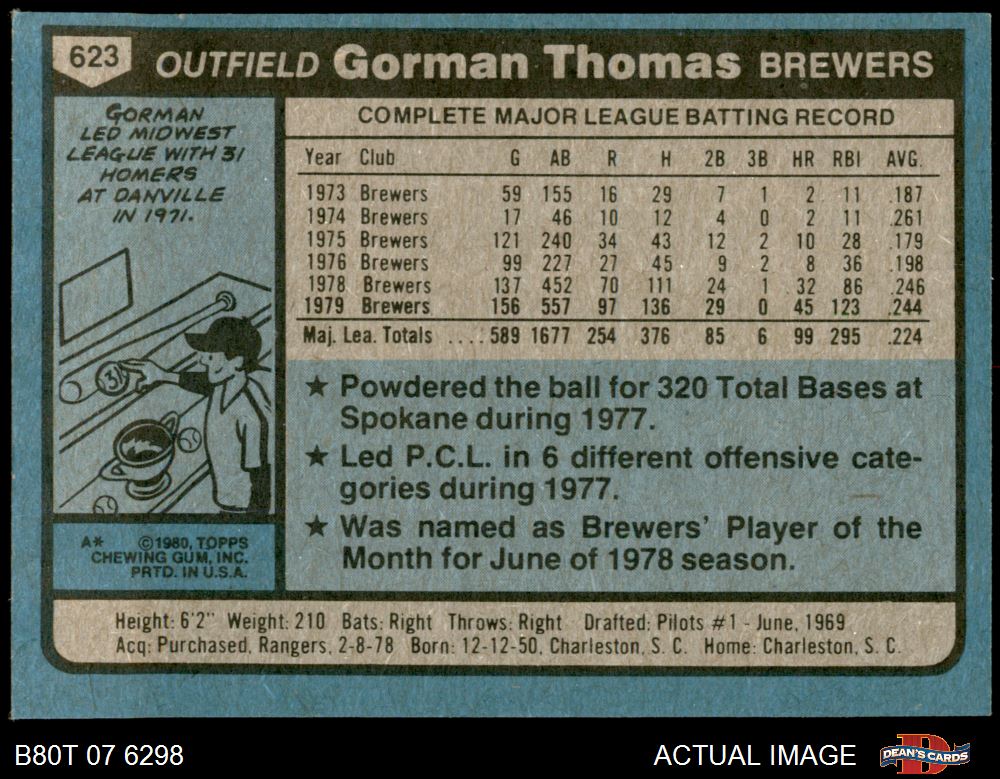 623
OUTFIELD Gorman Thomas BREWERS
GORMAN
LED MIDWEST
LEAGUE WITH 31
HOMERS
AT DANVILLE
IN 1971.
31
A* ©1980, TOPPS
CHEWING GUM, INC.
PRTD. IN U.S.A.
COMPLETE MAJOR LEAGUE BATTING RECORD
Year Club G AB R H 2B 3B HR RBI AVG.
1973 Brewers 59 155 16 29 7 1 2 11 .187
1974 Brewers 17 46 10 12 4 0 2 11 .261
1975 Brewers 121 240 34 43 12 2 10 28 .179
1976 Brewers 99 227 27 45 9 2 8 36 .198
1978 Brewers 137 452 70 111 24 1 32 86 .246
1979 Brewers 156 557 97 136 29 0 45 123 .244
Maj. Lea. Totals .... 589 1677 254 376 85 6 99 295 .224
★ Powdered the ball for 320 Total Bases at
Spokane during 1977.
★ Led P.C.L. in 6 different offensive cate-
gories during 1977.
★ Was named as Brewers' Player of the
Month for June of 1978 season.
Height: 6'2" Weight: 210 Bats: Right Throws: Right Drafted: Pilots #1 - June, 1969
Acq: Purchased, Rangers, 2-8-78 Born: 12-12-50, Charleston, S. C. Home: Charleston, S. C.
B80T 07 6298 ACTUAL IMAGE DEAN'S CARDS